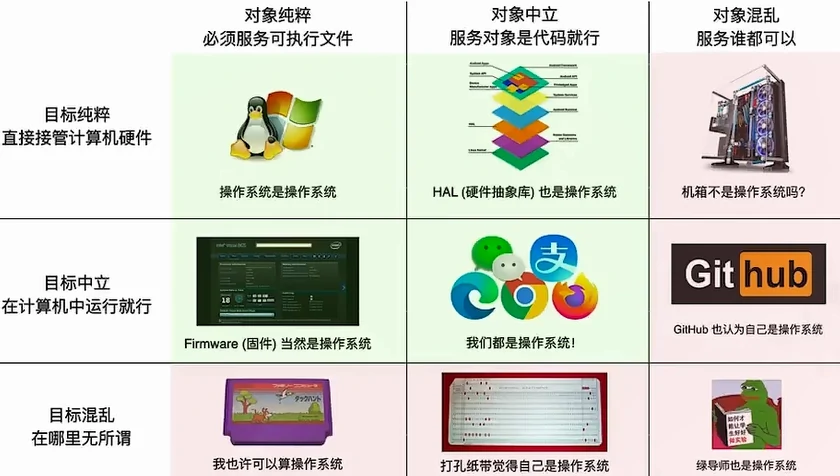 对象纯粹
必须服务可执行文件
对象中立
服务对象是代码就行
对象混乱
服务谁都可以
目标纯粹
直接接管计算机硬件
操作系统是操作系统
Android Framework
HAL
Linux Kernel
HAL (硬件抽象库) 也是操作系统
机箱不是操作系统吗?
目标中立
在计算机中运行就行
intel
18
Firmware (固件) 当然是操作系统
支
我们都是操作系统!
Git hub
GitHub 也认为自己是操作系统
目标混乱
在哪里无所谓
ダックハント
我也许可以算操作系统
打孔纸带觉得自己是操作系统
如何才
能让学
生好好
做实验
绿导师也是操作系统